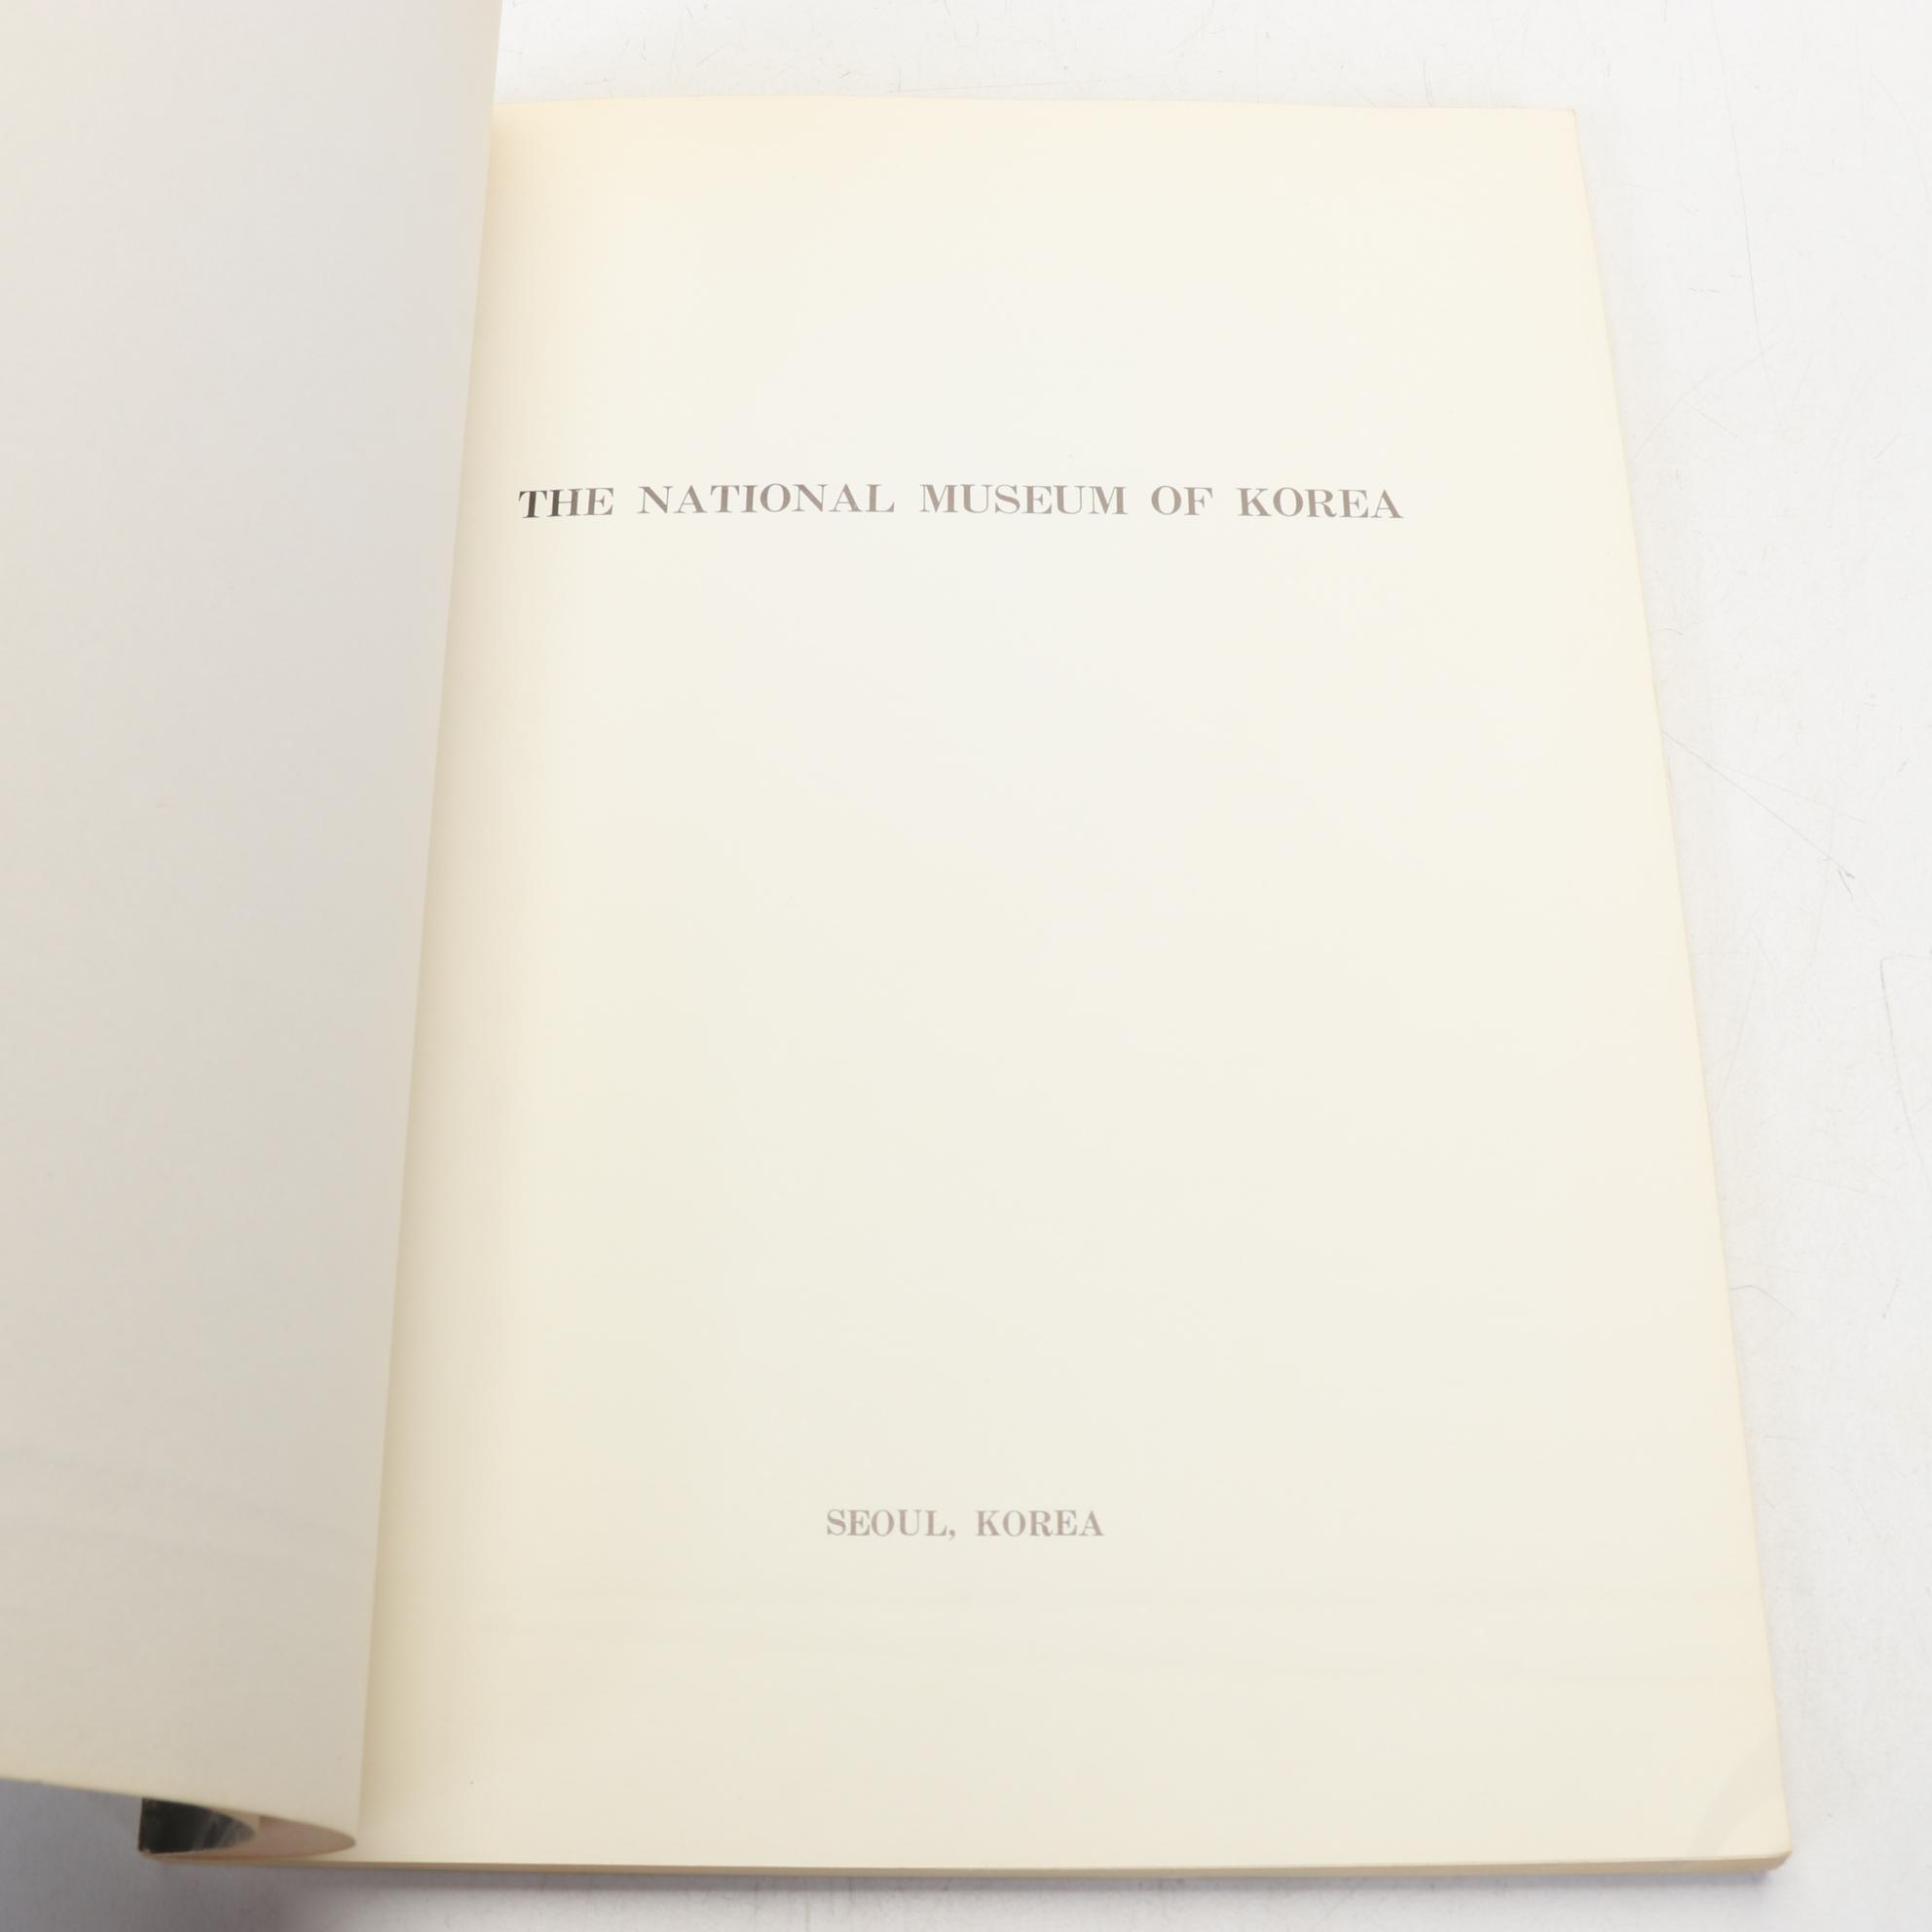 THE NATIONAL MUSEUM OF KOREA
SEOUL, KOREA